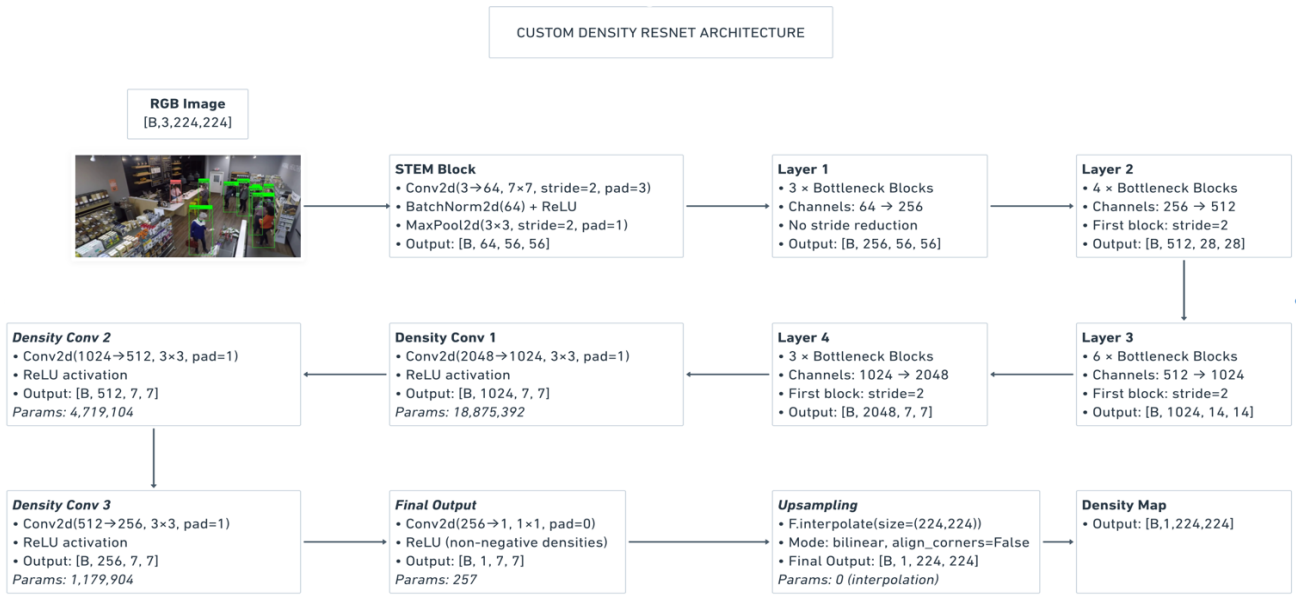 CUSTOM DENSITY RESNET ARCHITECTURE
RGB Image
[B,3,224,224]
STEM Block
• Conv2d(3→64, 7×7, stride=2, pad=3)
• BatchNorm2d(64) + ReLU
• MaxPool2d(3×3, stride=2, pad=1)
• Output: [B, 64, 56, 56]
Layer 1
• 3 × Bottleneck Blocks
• Channels: 64 → 256
• No stride reduction
• Output: [B, 256, 56, 56]
Layer 2
• 4 × Bottleneck Blocks
• Channels: 256 → 512
• First block: stride=2
• Output: [B, 512, 28, 28]
Layer 3
• 6 × Bottleneck Blocks
• Channels: 512 → 1024
• First block: stride=2
• Output: [B, 1024, 14, 14]
Layer 4
• 3 × Bottleneck Blocks
• Channels: 1024 → 2048
• First block: stride=2
• Output: [B, 2048, 7, 7]
Density Conv 1
• Conv2d(2048→1024, 3×3, pad=1)
• ReLU activation
• Output: [B, 1024, 7, 7]
Params: 18,875,392
Density Conv 2
• Conv2d(1024→512, 3×3, pad=1)
• ReLU activation
• Output: [B, 512, 7, 7]
Params: 4,719,104
Density Conv 3
• Conv2d(512→256, 3×3, pad=1)
• ReLU activation
• Output: [B, 256, 7, 7]
Params: 1,179,904
Final Output
• Conv2d(256→1, 1×1, pad=0)
• ReLU (non-negative densities)
• Output: [B, 1, 7, 7]
Params: 257
Upsampling
• F.interpolate(size=(224,224))
• Mode: bilinear, align_corners=False
• Final Output: [B, 1, 224, 224]
Params: 0 (interpolation)
Density Map
• Output: [B,1,224,224]